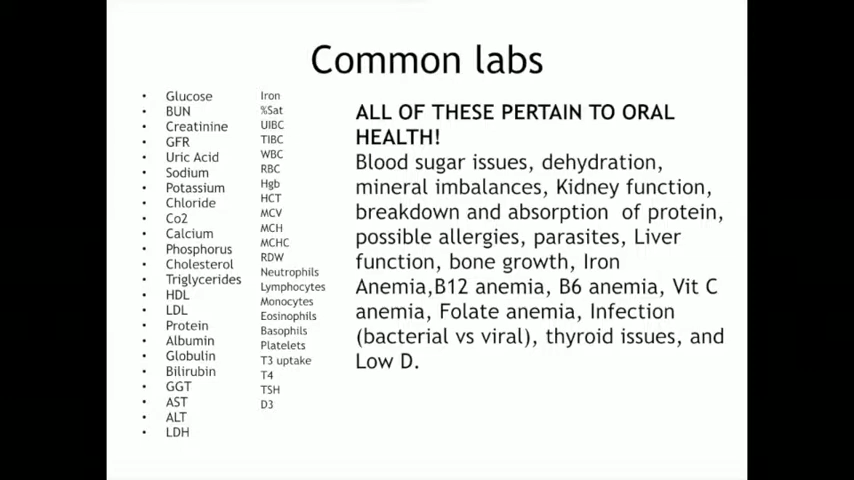 Common labs
• Glucose
• BUN
• Creatinine
• GFR
• Uric Acid
• Sodium
• Potassium
• Chloride
• Co2
• Calcium
• Phosphorus
• Cholesterol
• Triglycerides
• HDL
• LDL
• Protein
• Albumin
• Globulin
• Bilirubin
• GGT
• AST
• ALT
• LDH
Iron
%Sat
UIBC
TIBC
WBC
RBC
Hgb
HCT
MCV
MCH
MCHC
RDW
Neutrophils
Lymphocytes
Monocytes
Eosinophils
Basophils
Platelets
T3 uptake
T4
TSH
D3
ALL OF THESE PERTAIN TO ORAL
HEALTH!
Blood sugar issues, dehydration,
mineral imbalances, Kidney function,
breakdown and absorption of protein,
possible allergies, parasites, Liver
function, bone growth, Iron
Anemia,B12 anemia, B6 anemia, Vit C
anemia, Folate anemia, Infection
(bacterial vs viral), thyroid issues, and
Low D.